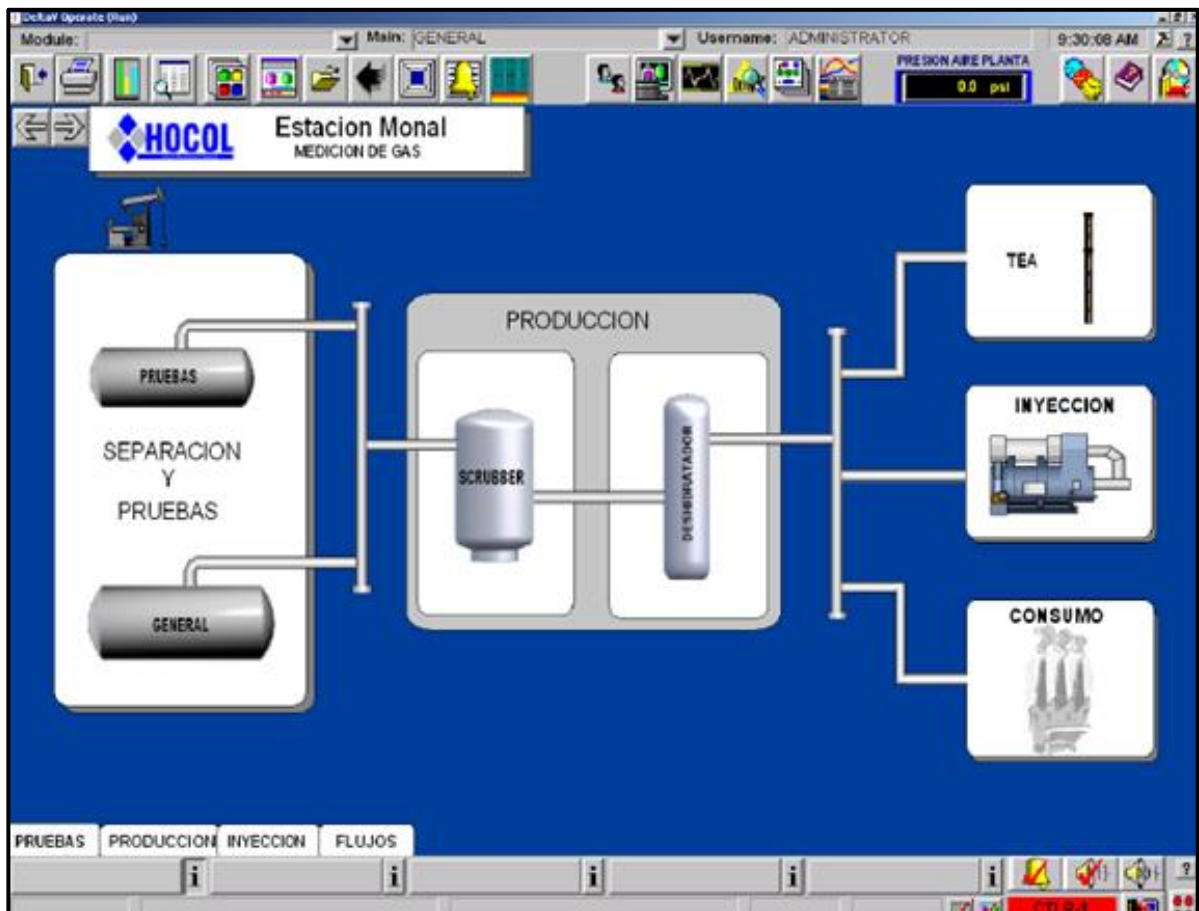 DeltaV Operate (Run)
Module:
Main: GENERAL
Username: ADMINISTRATOR
9:30:08 AM
?
PRESION AIRE PLANTA
0.0 psi
HOCOL
Estacion Monal
MEDICION DE GAS
PRUEBAS
SEPARACION
Y
PRUEBAS
GENERAL
PRODUCCION
SCRUBBER
DESHIDRATADOR
TEA
INYECCION
CONSUMO
PRUEBAS
PRODUCCION
INYECCION
FLUJOS
i
i
i
i
i
?
CTLR-1